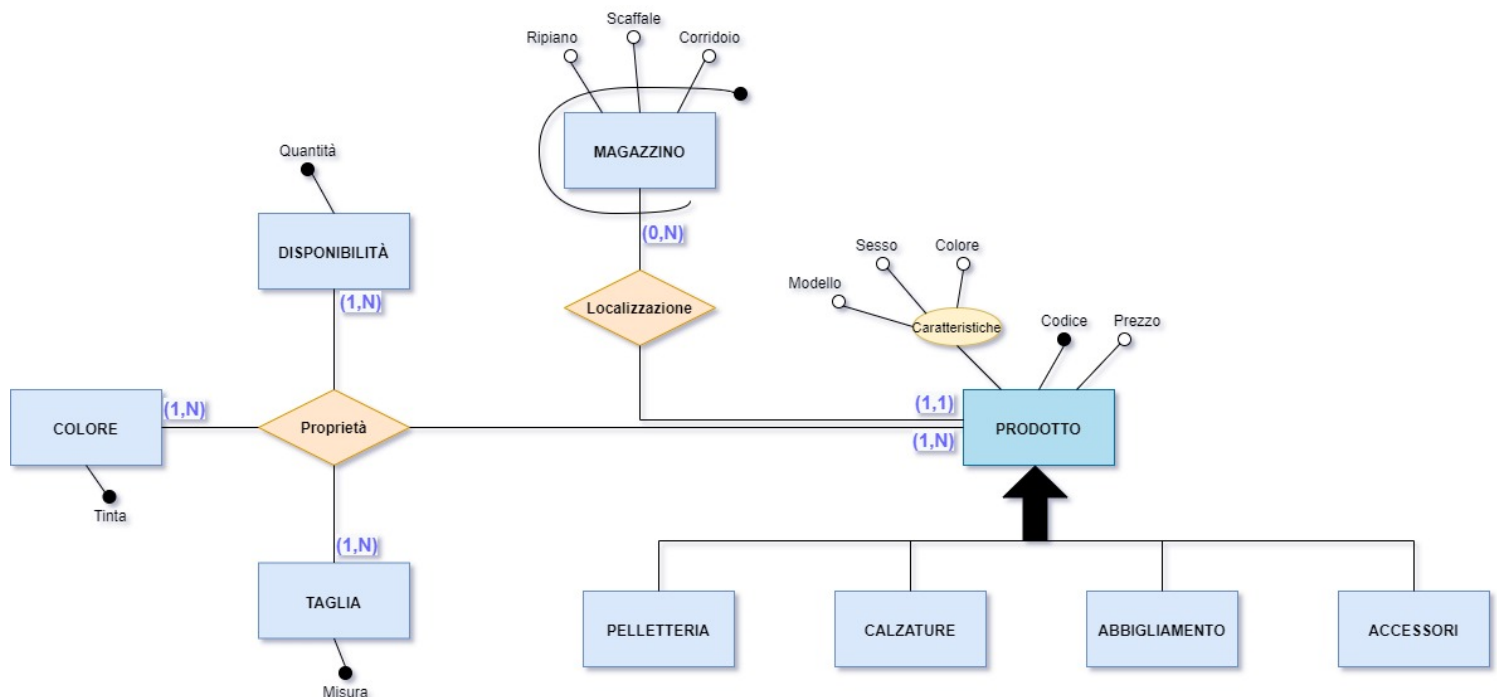 Scaffale
Ripiano
Corridoio
MAGAZZINO
Quantità
DISPONIBILITÀ
(0,N)
(1,N)
Localizzazione
Sesso
Colore
Modello
Caratteristiche
Codice
Prezzo
COLORE
(1,N)
Proprietà
(1,1)
(1,N)
PRODOTTO
Tinta
(1,N)
TAGLIA
Misura
PELLETTERIA
CALZATURE
ABBIGLIAMENTO
ACCESSORI